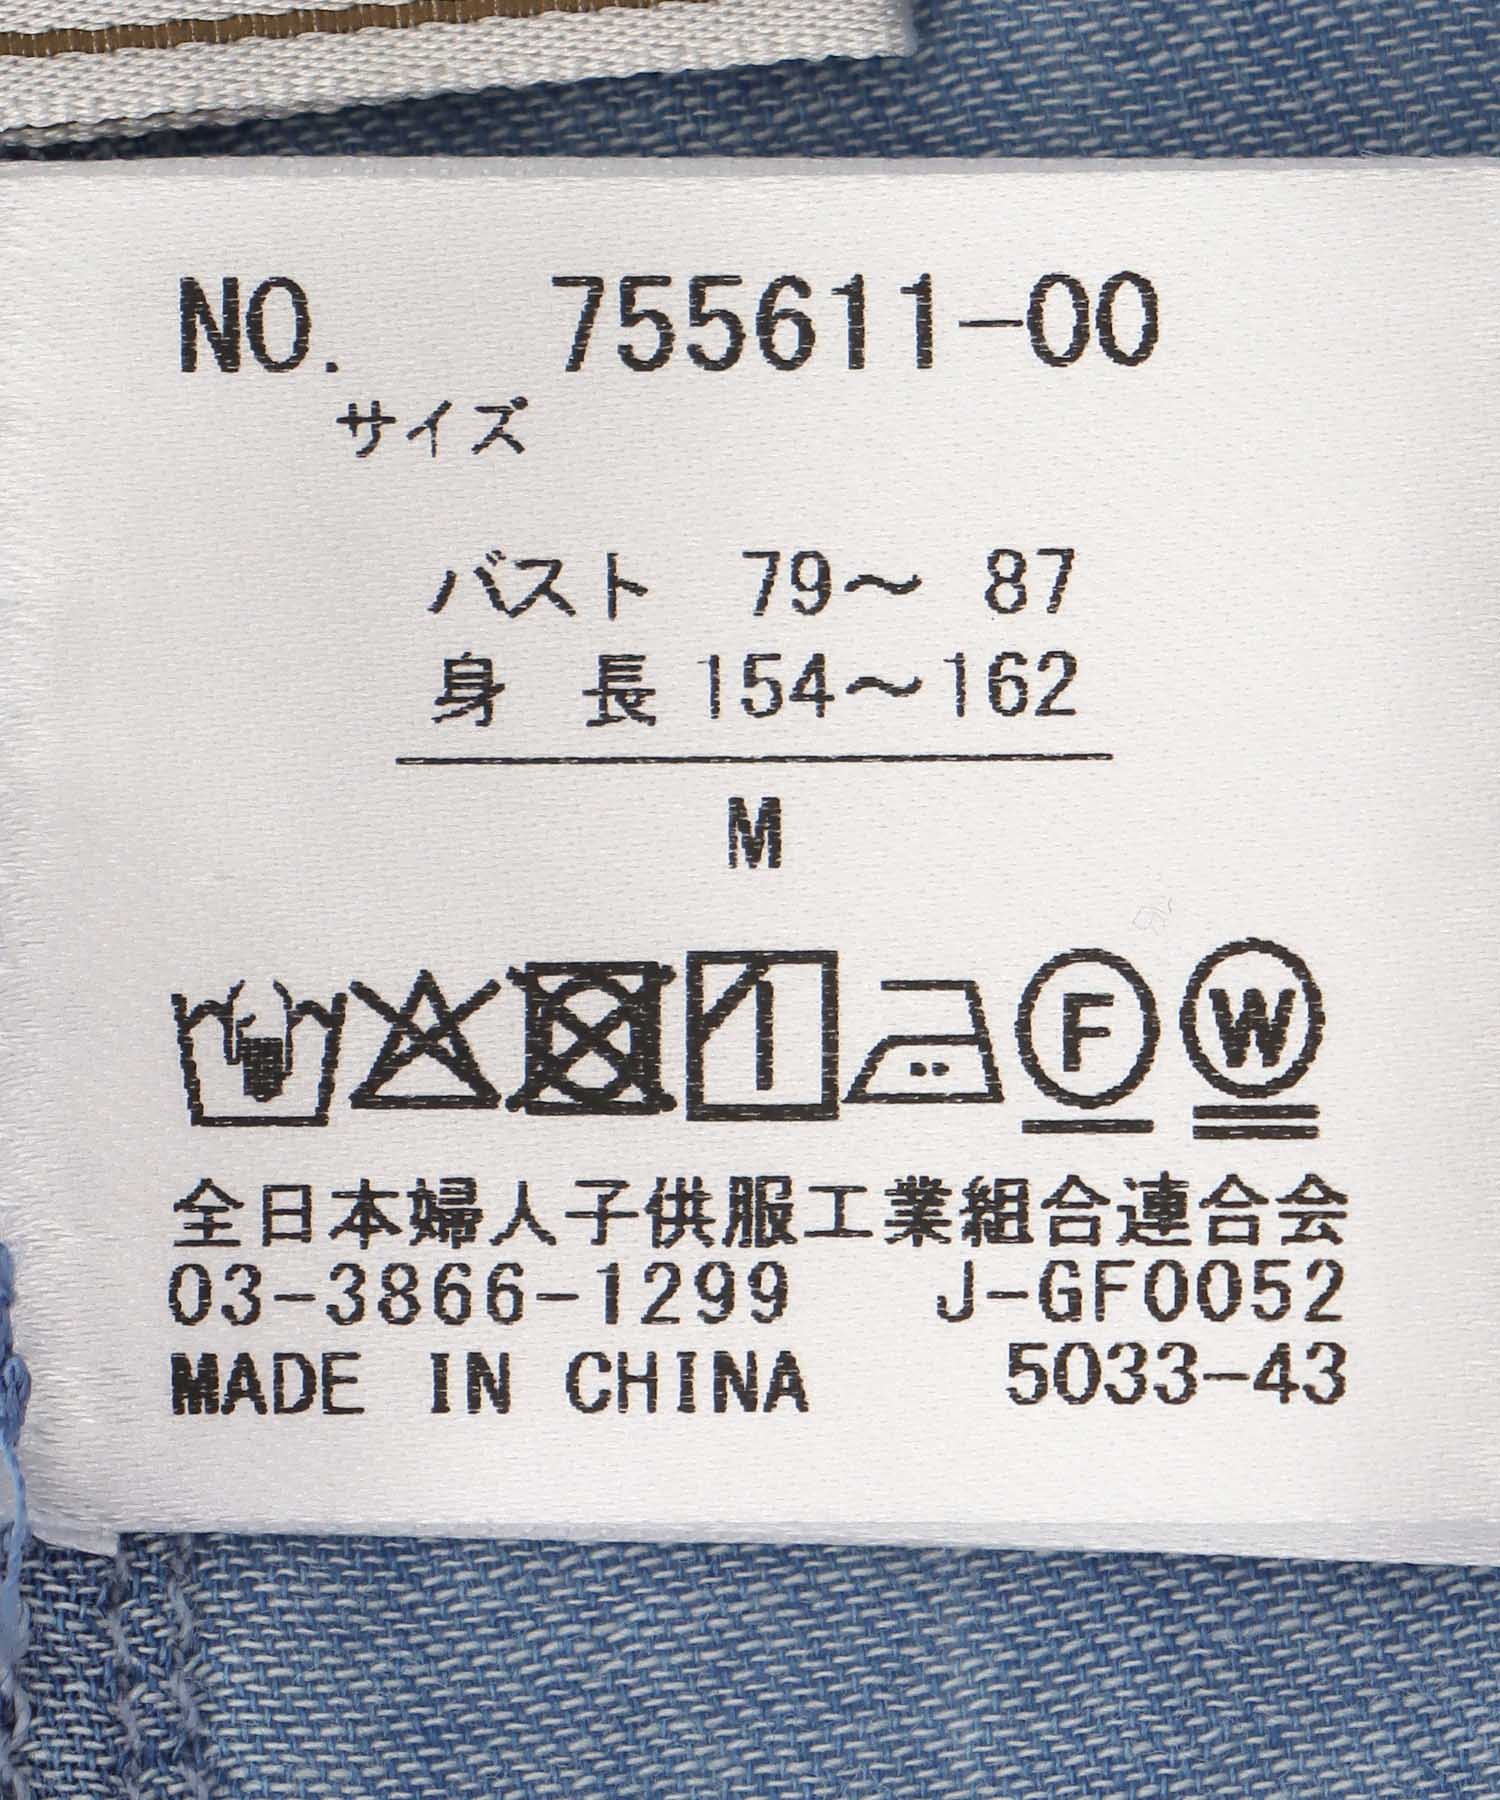 NO. 755611-00
サイズ
バスト 79～ 87
身 長 154～162
M
F W
全日本婦人子供服工業組合連合会
03-3866-1299 J-GF0052
MADE IN CHINA 5033-43